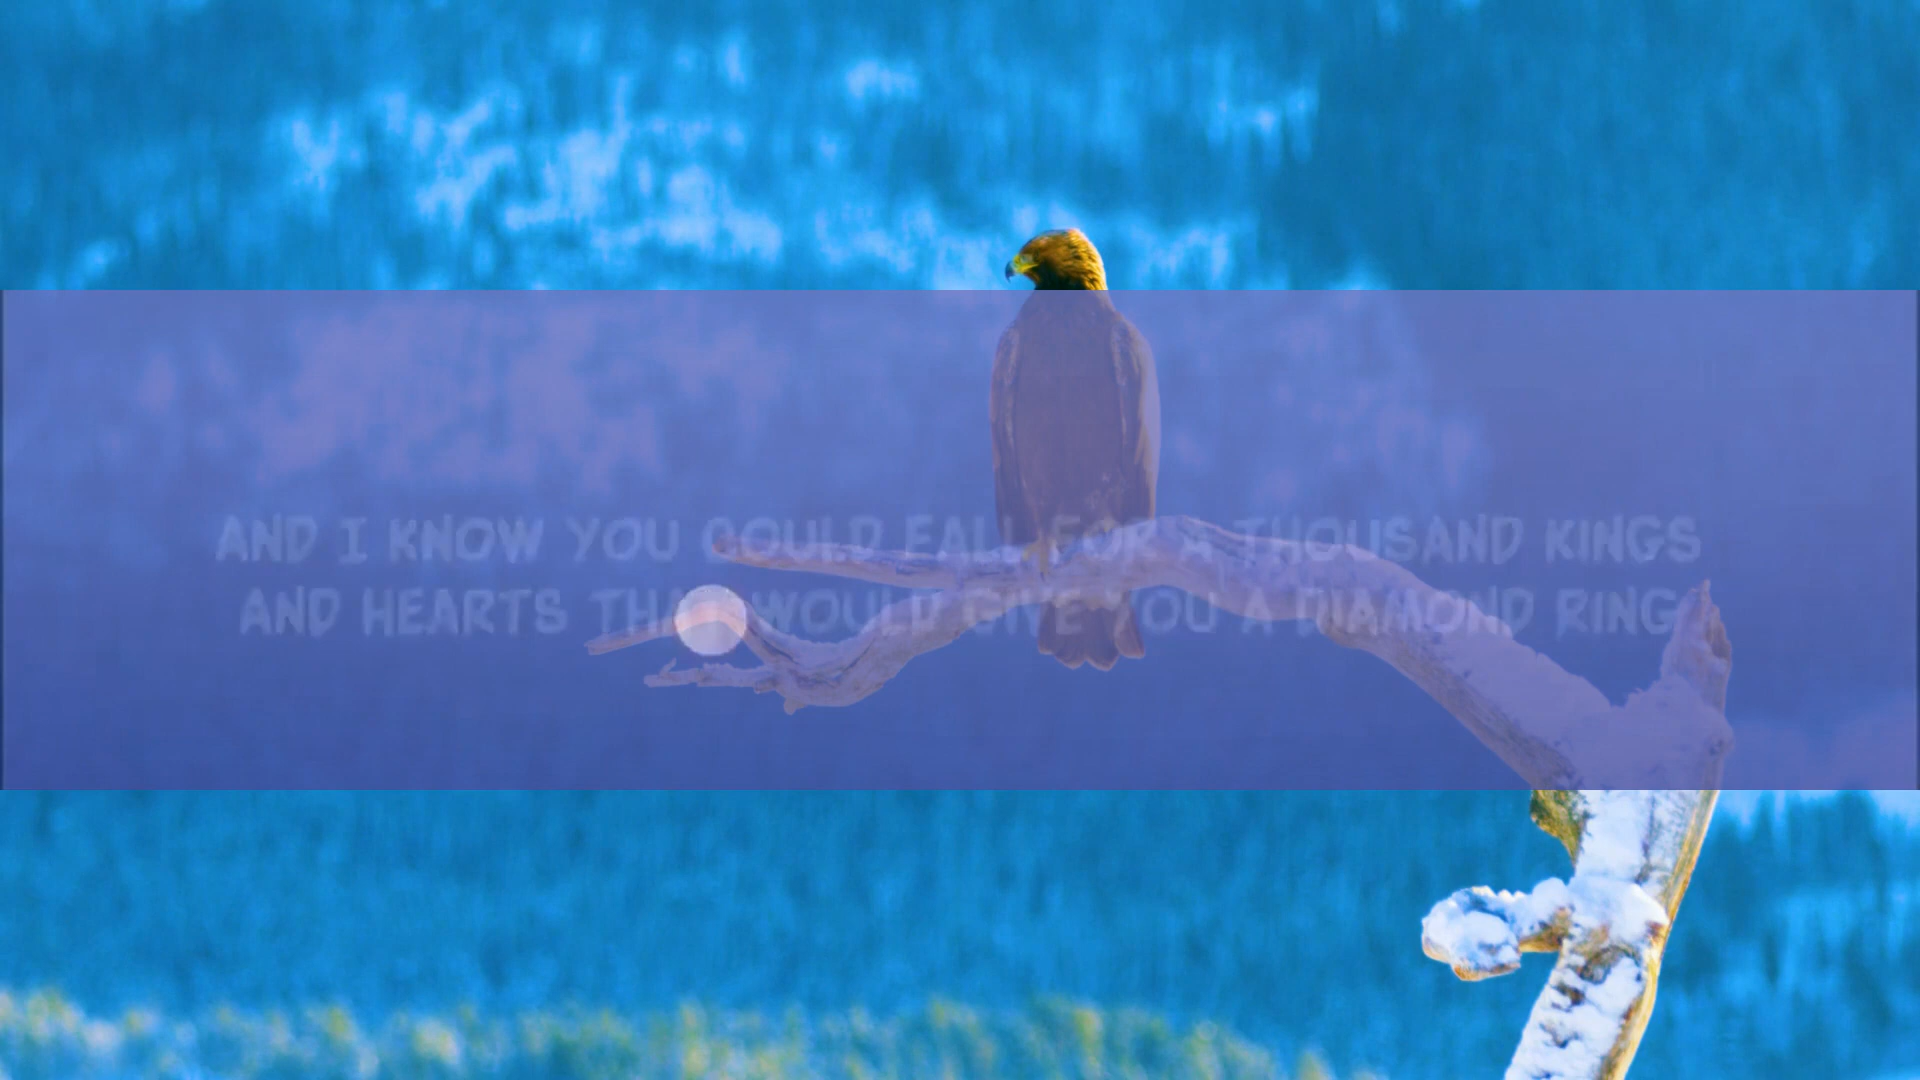 AND I KNOW YOU COULD FALL FOR A THOUSAND KINGS
AND HEARTS THAT WOULD GIVE YOU A DIAMOND RING